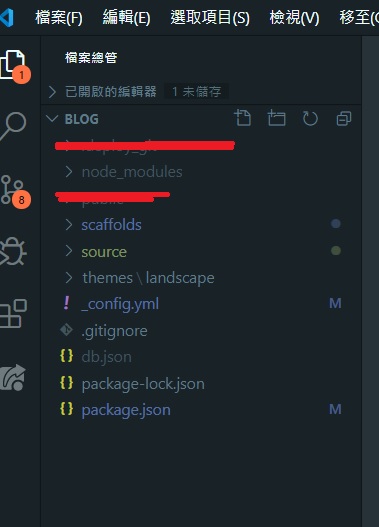 檔案(F) 編輯(E) 選取項目(S) 檢視(V) 移至(
檔案總管
1
已開啟的編輯器 1 未儲存
BLOG
node_modules
8
scaffolds
source
themes \ landscape
! _config.yml M
.gitignore
{} db.json
{} package-lock.json
{} package.json M